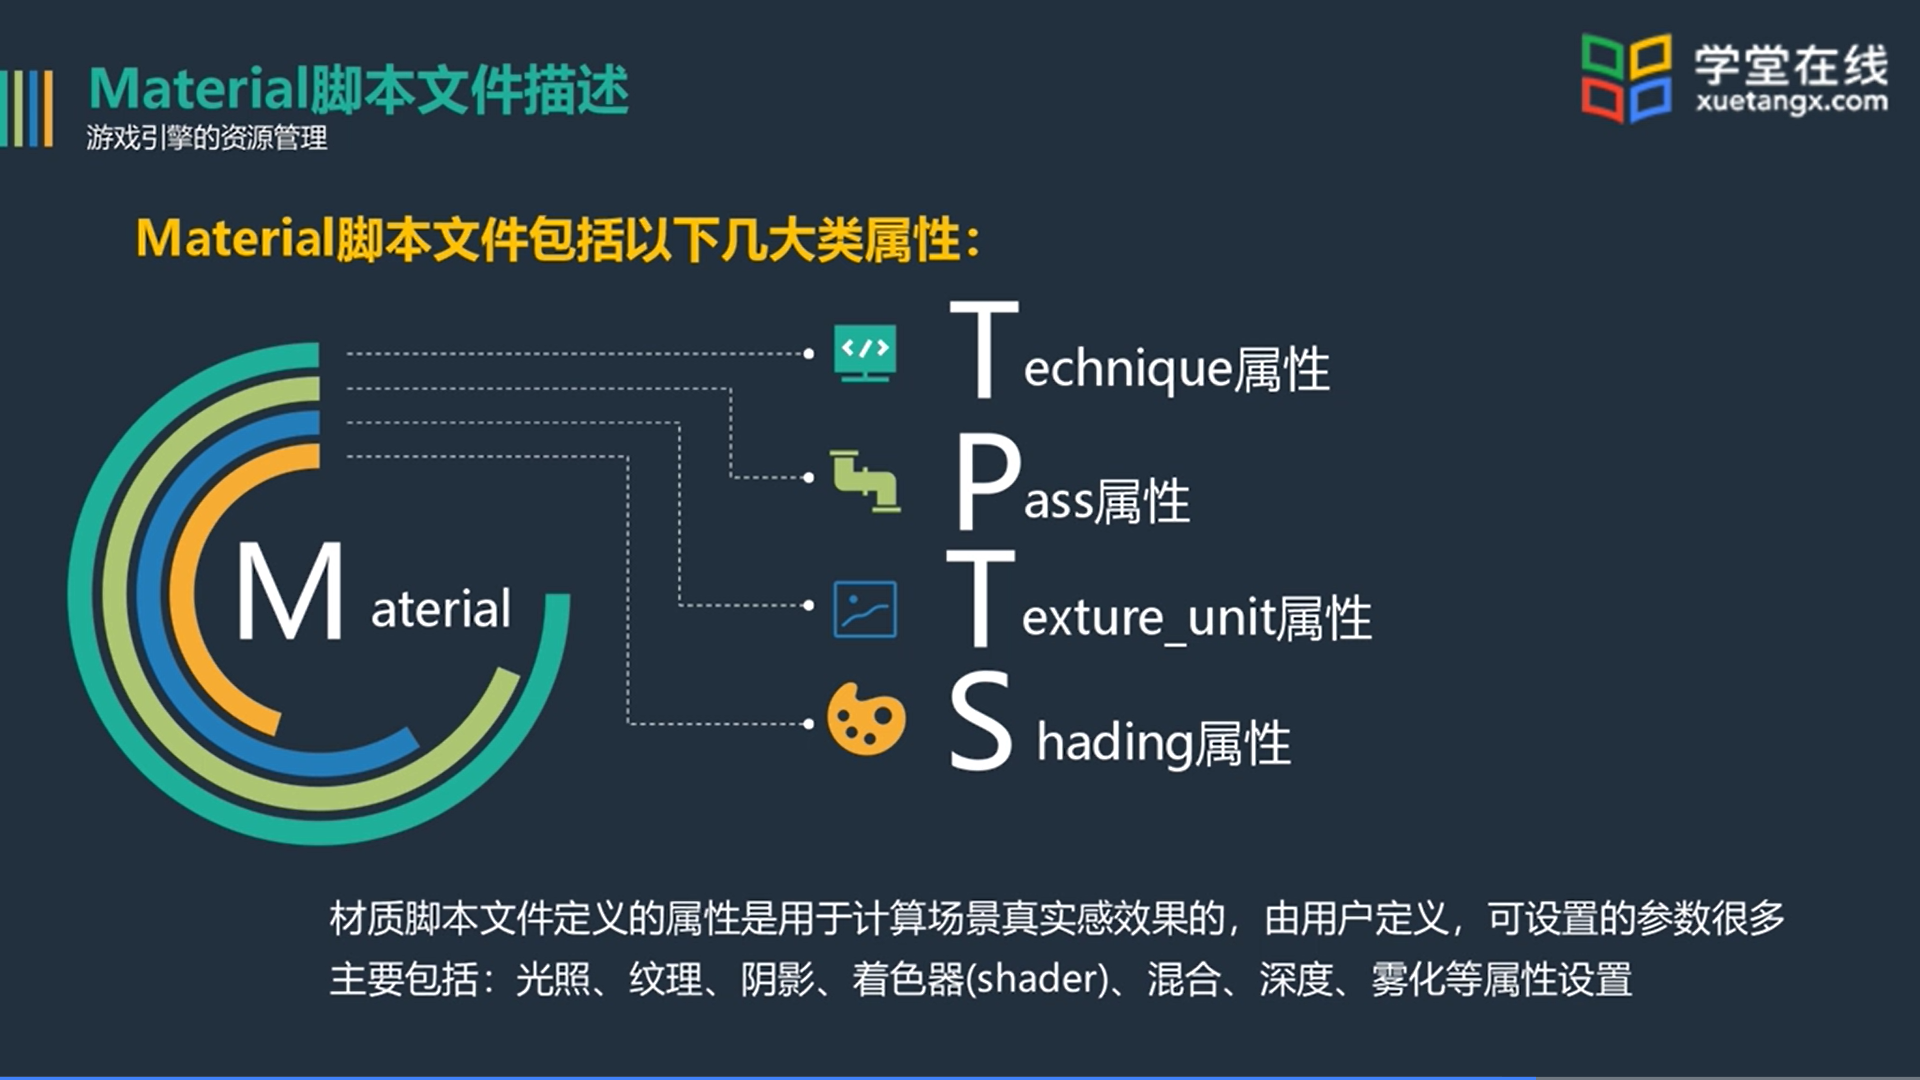 Material脚本文件描述
游戏引擎的资源管理
学堂在线
xuetangx.com
Material脚本文件包括以下几大类属性：
Material
</>
Technique属性
Pass属性
Texture_unit属性
Shading属性
材质脚本文件定义的属性是用于计算场景真实感效果的，由用户定义，可设置的参数很多
主要包括：光照、纹理、阴影、着色器(shader)、混合、深度、雾化等属性设置